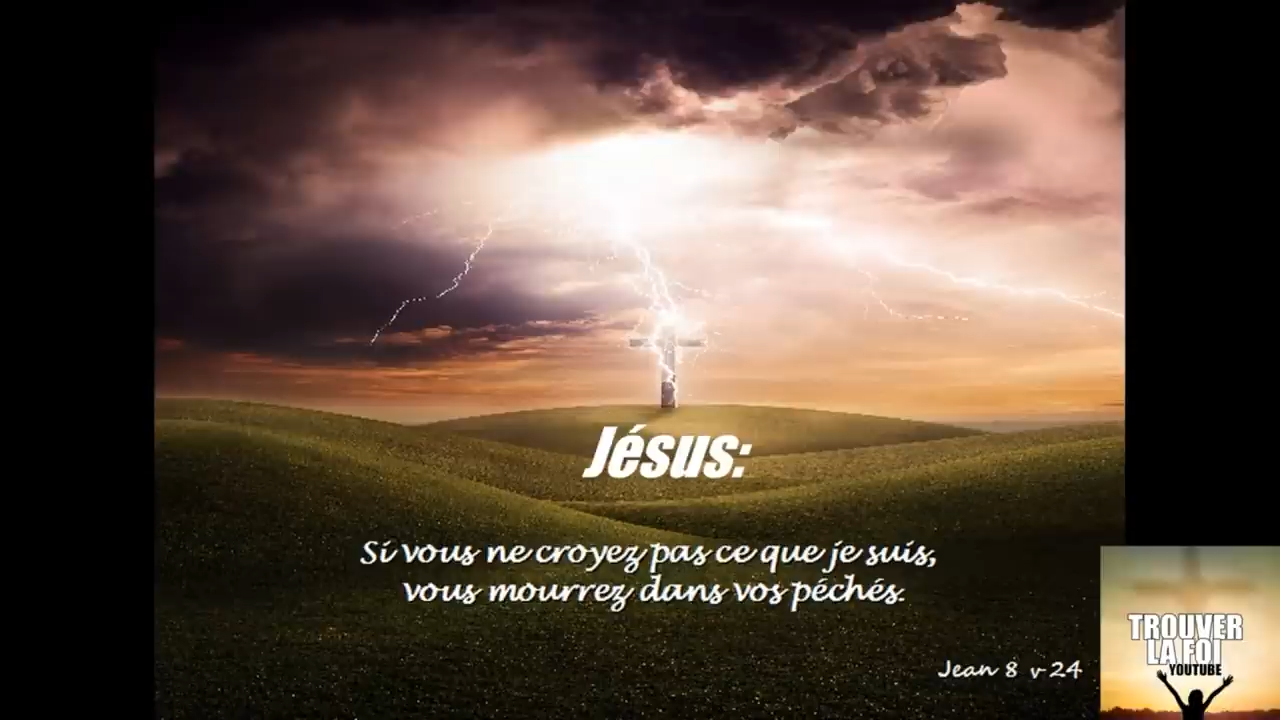 Jésus:
Si vous ne croyez pas ce que je suis,
vous mourrez dans vos péchés.
Jean 8 v 24
TROUVER
LA FOI
YOUTUBE